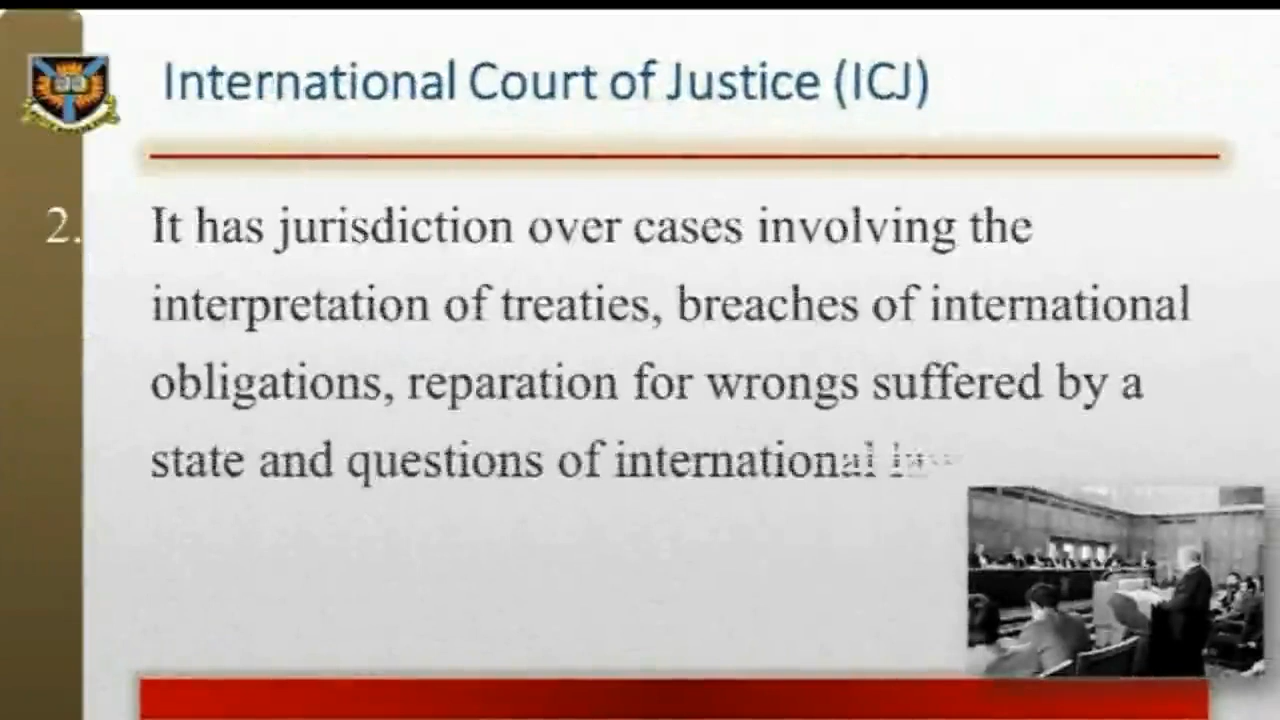 International Court of Justice (ICJ)
2. It has jurisdiction over cases involving the
interpretation of treaties, breaches of international
obligations, reparation for wrongs suffered by a
state and questions of international